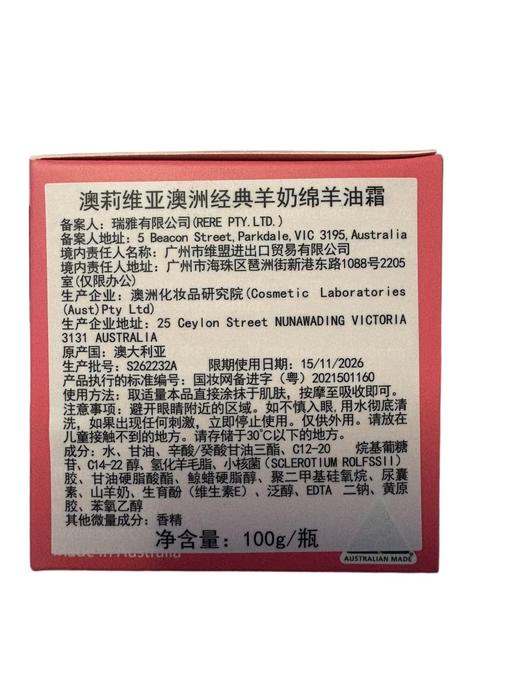 澳莉维亚澳洲经典羊奶绵羊油霜
备案人: 瑞雅有限公司(RERE PTY.LTD.)
备案人地址: 5 Beacon Street,Parkdale,VIC 3195,Australia
境内责任人名称: 广州市维盟进出口贸易有限公司
境内责任人地址: 广州市海珠区琶洲街新港东路1088号2205
室(仅限办公)
生产企业: 澳洲化妆品研究院(Cosmetic Laboratories
(Aust)Pty Ltd)
生产企业地址: 25 Ceylon Street NUNAWADING VICTORIA
3131 AUSTRALIA
原产国: 澳大利亚
生产批号: S262232A 限期使用日期: 15/11/2026
产品执行的标准编号: 国妆网备进字（粤）2021501160
使用方法: 取适量本品直接涂抹于肌肤，按摩至吸收即可。
注意事项: 避开眼睛附近的区域。如不慎入眼,用水彻底清
洗，如果出现任何刺激，立即停止使用。仅供外用。请放在
儿童接触不到的地方。请存储于30℃以下的地方。
成分: 水、甘油、辛酸/癸酸甘油三酯、C12-20 烷基葡糖
苷、C14-22 醇、氢化羊毛脂、小核菌(SCLEROTIUM ROLFSSII)
胶、甘油硬脂酸酯、鲸蜡硬脂醇、聚二甲基硅氧烷、尿囊
素、山羊奶、生育酚（维生素E）、泛醇、EDTA 二钠、黄原
胶、苯氧乙醇
其他微量成分: 香精
净含量: 100g/瓶
Made in Australia
AUSTRALIAN MADE